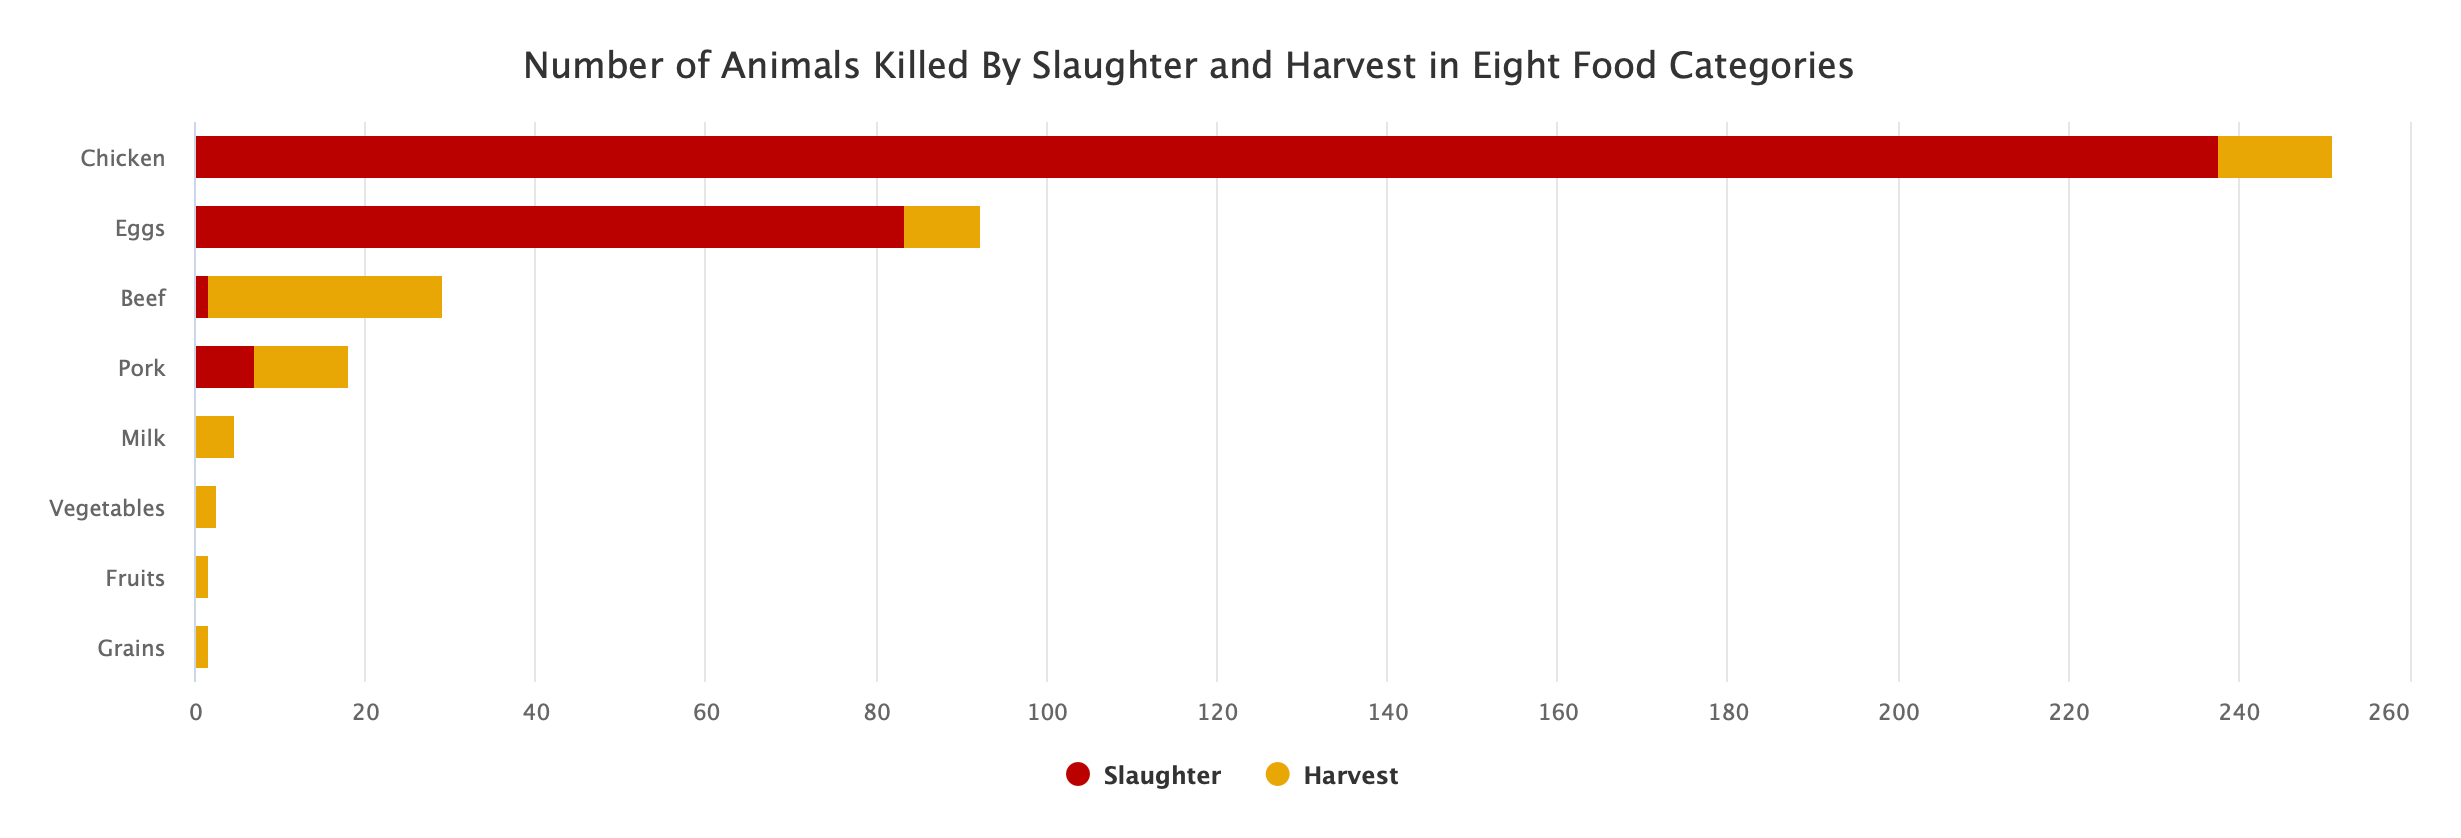 Number of Animals Killed By Slaughter and Harvest in Eight Food Categories
Chicken
Eggs
Beef
Pork
Milk
Vegetables
Fruits
Grains
0 20 40 60 80 100 120 140 160 180 200 220 240 260
Slaughter Harvest